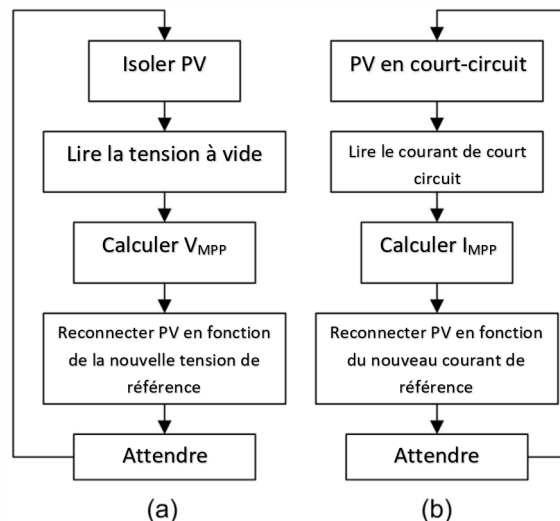 Isoler PV
Lire la tension à vide
Calculer VMPP
Reconnecter PV en fonction
de la nouvelle tension de
référence
Attendre
(a)
PV en court-circuit
Lire le courant de court
circuit
Calculer IMPP
Reconnecter PV en fonction
du nouveau courant de
référence
Attendre
(b)